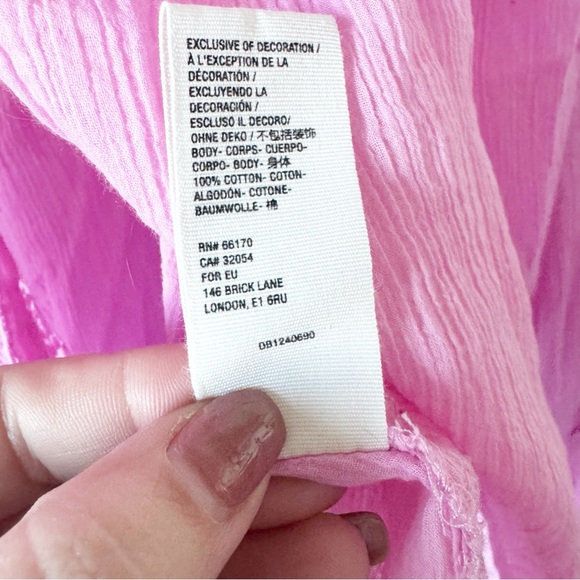 EXCLUSIVE OF DECORATION /
À L'EXCEPTION DE LA
DÉCORATION /
EXCLUYENDO LA
DECORACIÓN /
ESCLUSO IL DECORO/
OHNE DEKO / 不包括装饰
BODY- CORPS- CUERPO-
CORPO- BODY- 身体
100% COTTON- COTON-
ALGODÓN- COTONE-
BAUMWOLLE- 棉
RN# 66170
CA# 32054
FOR EU
146 BRICK LANE
LONDON, E1 6RU
OB1240690